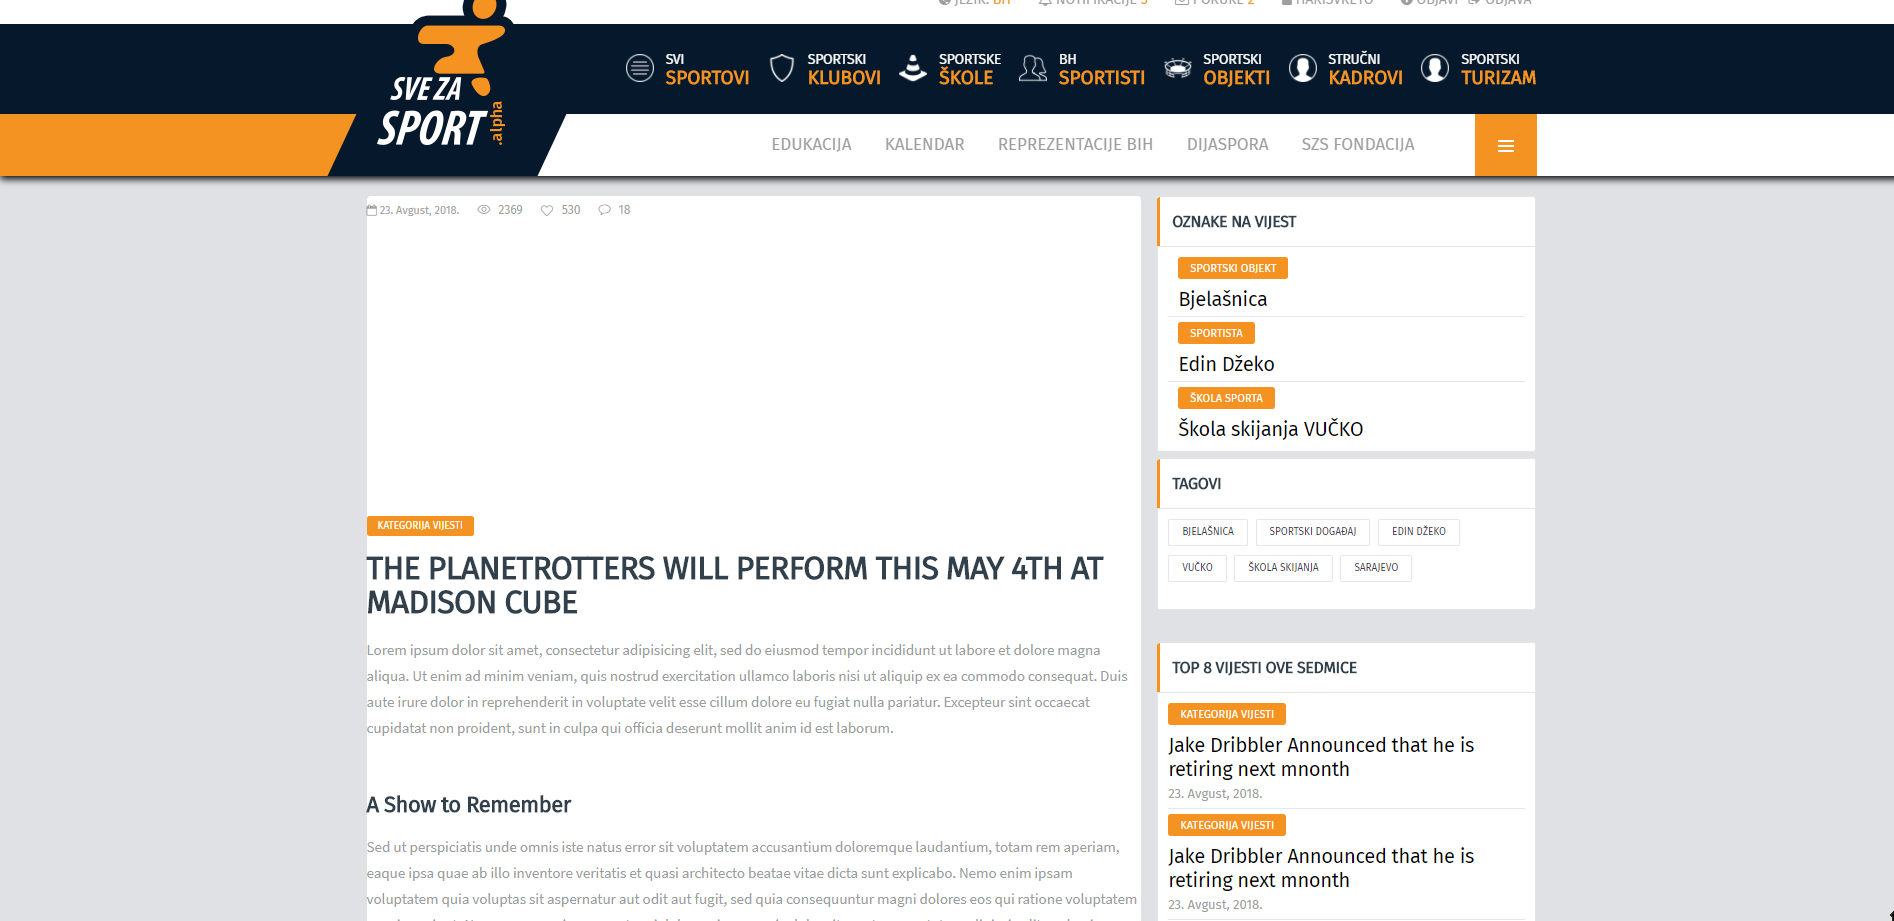 JEZIK: BIH NOTIFIKACIJE 3 PORUKE 2 HARISVRETO OBJAVI ODJAVA
SVE ZA
SPORT
.alpha
SVI
SPORTOVI
SPORTSKI
KLUBOVI
SPORTSKE
ŠKOLE
BH
SPORTISTI
SPORTSKI
OBJEKTI
STRUČNI
KADROVI
SPORTSKI
TURIZAM
EDUKACIJA KALENDAR REPREZENTACIJE BIH DIJASPORA SZS FONDACIJA
23. Avgust, 2018. 2369 530 18
KATEGORIJA VIJESTI
THE PLANETROTTERS WILL PERFORM THIS MAY 4TH AT
MADISON CUBE
Lorem ipsum dolor sit amet, consectetur adipisicing elit, sed do eiusmod tempor incididunt ut labore et dolore magna
aliqua. Ut enim ad minim veniam, quis nostrud exercitation ullamco laboris nisi ut aliquip ex ea commodo consequat. Duis
aute irure dolor in reprehenderit in voluptate velit esse cillum dolore eu fugiat nulla pariatur. Excepteur sint occaecat
cupidatat non proident, sunt in culpa qui officia deserunt mollit anim id est laborum.
A Show to Remember
Sed ut perspiciatis unde omnis iste natus error sit voluptatem accusantium doloremque laudantium, totam rem aperiam,
eaque ipsa quae ab illo inventore veritatis et quasi architecto beatae vitae dicta sunt explicabo. Nemo enim ipsam
voluptatem quia voluptas sit aspernatur aut odit aut fugit, sed quia consequuntur magni dolores eos qui ratione voluptatem
OZNAKE NA VIJEST
SPORTSKI OBJEKT
Bjelašnica
SPORTISTA
Edin Džeko
ŠKOLA SPORTA
Škola skijanja VUČKO
TAGOVI
BJELAŠNICA SPORTSKI DOGAĐAJ EDIN DŽEKO
VUČKO ŠKOLA SKIJANJA SARAJEVO
TOP 8 VIJESTI OVE SEDMICE
KATEGORIJA VIJESTI
Jake Dribbler Announced that he is
retiring next mnonth
23. Avgust, 2018.
KATEGORIJA VIJESTI
Jake Dribbler Announced that he is
retiring next mnonth
23. Avgust, 2018.